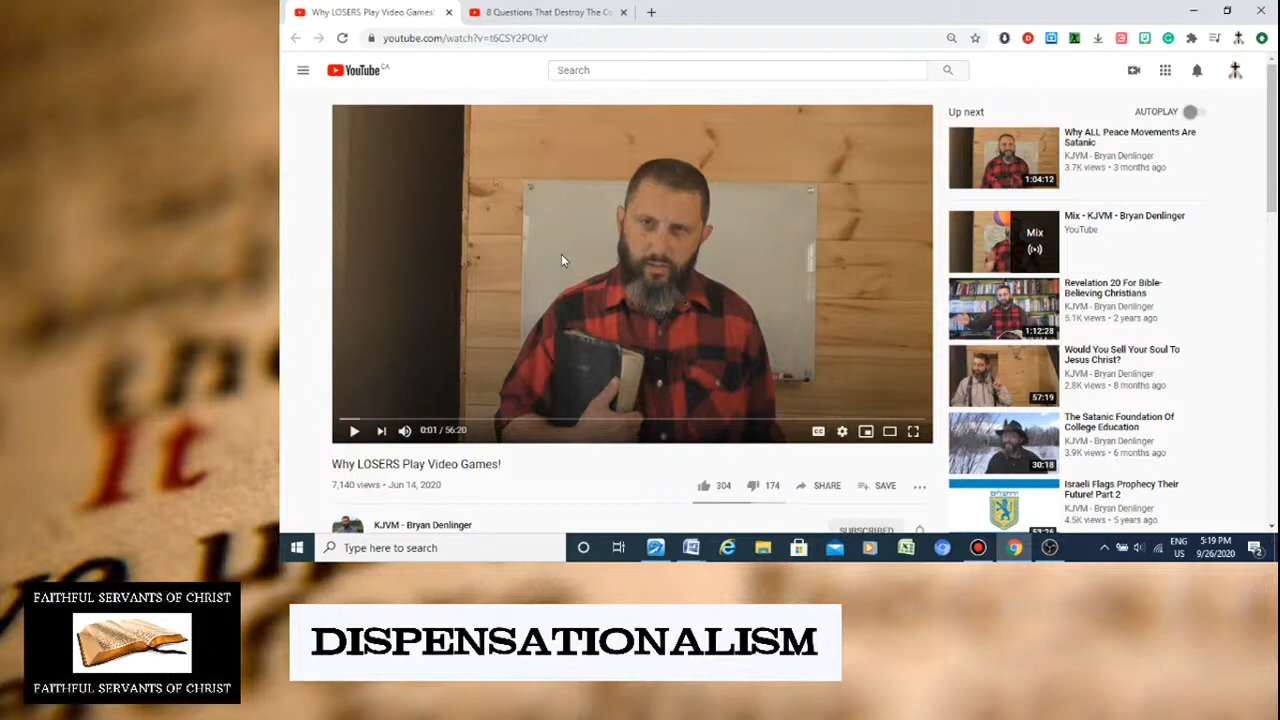 Why LOSERS Play Video Games!
8 Questions That Destroy The Co
youtube.com/watch?v=t6CSY2POIcY
YouTube CA
Search
Up next
AUTOPLAY
Why ALL Peace Movements Are
Satanic
KJVM - Bryan Denlinger
3.7K views • 3 months ago
1:04:12
Mix - KJVM - Bryan Denlinger
YouTube
Mix
Revelation 20 For Bible-
Believing Christians
KJVM - Bryan Denlinger
5.1K views • 2 years ago
1:12:28
Would You Sell Your Soul To
Jesus Christ?
KJVM - Bryan Denlinger
2.8K views • 8 months ago
57:19
The Satanic Foundation Of
College Education
KJVM - Bryan Denlinger
3.9K views • 6 months ago
30:18
Israeli Flags Prophecy Their
Future! Part 2
KJVM - Bryan Denlinger
4.5K views • 5 years ago
53:26
0:01 / 56:20
Why LOSERS Play Video Games!
7,140 views • Jun 14, 2020
304
174
SHARE
SAVE
KJVM - Bryan Denlinger
SUBSCRIBED
Type here to search
ENG
US
5:19 PM
9/26/2020
2
the
It
FAITHFUL SERVANTS OF CHRIST
FAITHFUL SERVANTS OF CHRIST
DISPENSATIONALISM